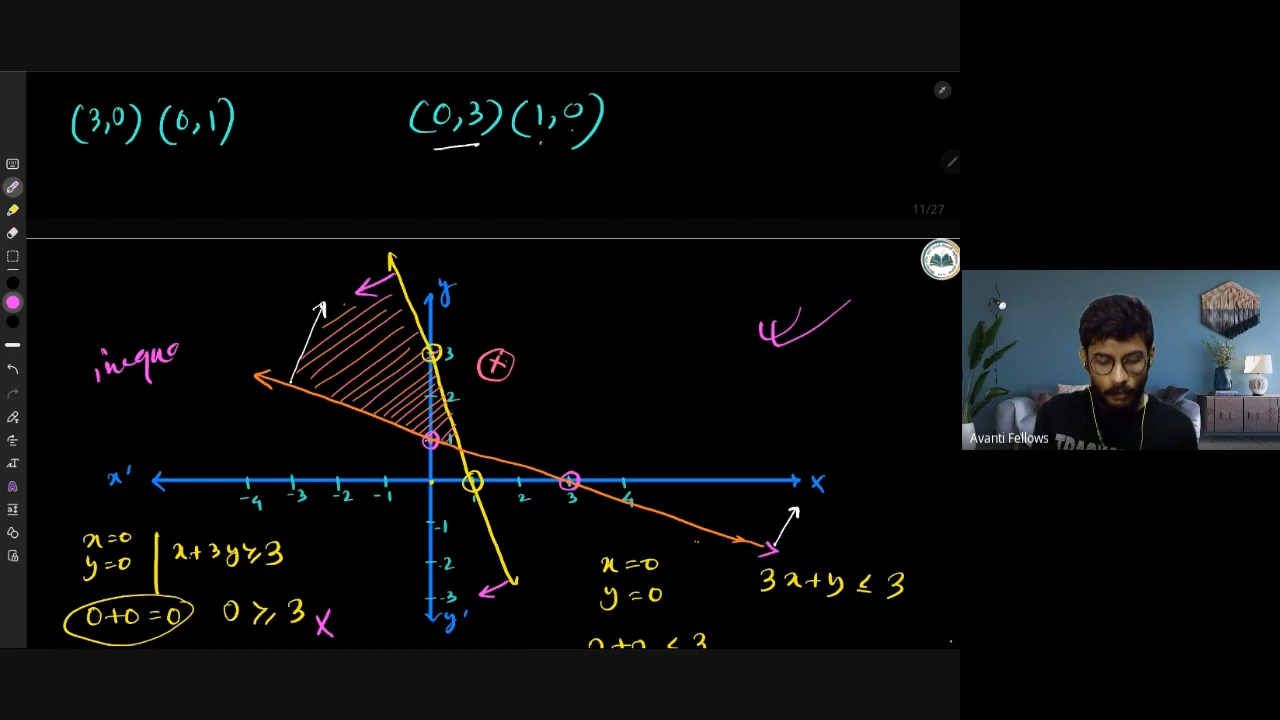 (3,0) (0,1)
(0,3) (1,0)
11/27
y
3
2
1
x' -4 -3 -2 -1 1 2 3 4 x
-1
-2
-3
y'
x=0
y=0
x+3y≥3
0+0=0 0≥3 X
x=0
y=0
3x+y≤3
Avanti Fellows